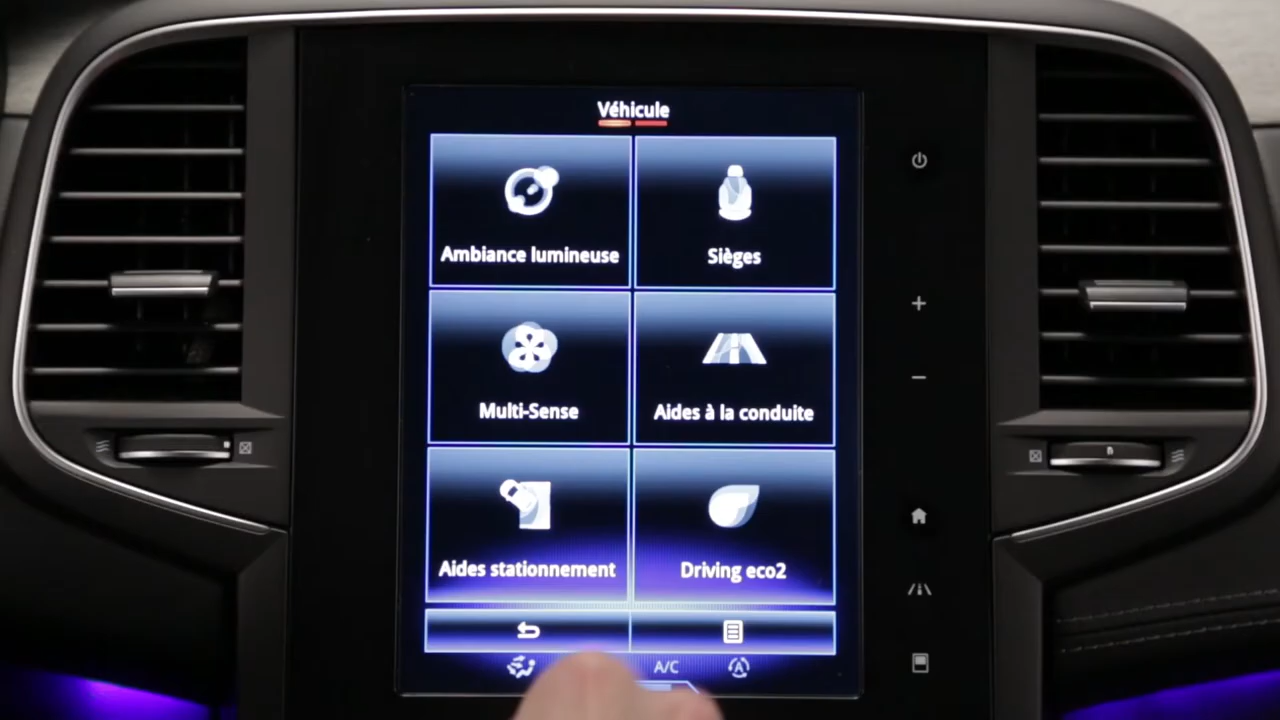 Véhicule
Ambiance lumineuse
Sièges
Multi-Sense
Aides à la conduite
Aides stationnement
Driving eco2
A/C